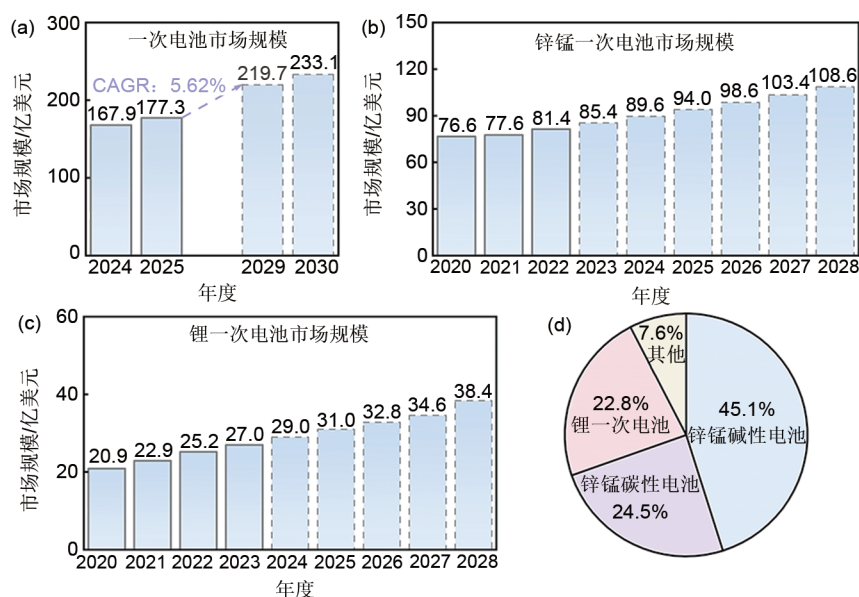 (a)
一次电池市场规模
CAGR：5.62%
167.9 177.3 219.7 233.1
300
200
100
0
市场规模/亿美元
2024 2025 2029 2030
年度
(b)
锌锰一次电池市场规模
76.6 77.6 81.4 85.4 89.6 94.0 98.6 103.4 108.6
150
120
90
60
30
0
市场规模/亿美元
2020 2021 2022 2023 2024 2025 2026 2027 2028
年度
(c)
锂一次电池市场规模
20.9 22.9 25.2 27.0 29.0 31.0 32.8 34.6 38.4
60
40
20
0
市场规模/亿美元
2020 2021 2022 2023 2024 2025 2026 2027 2028
年度
(d)
7.6%
其他
45.1%
锌锰碱性电池
22.8%
锂一次电池
锌锰碳性电池
24.5%